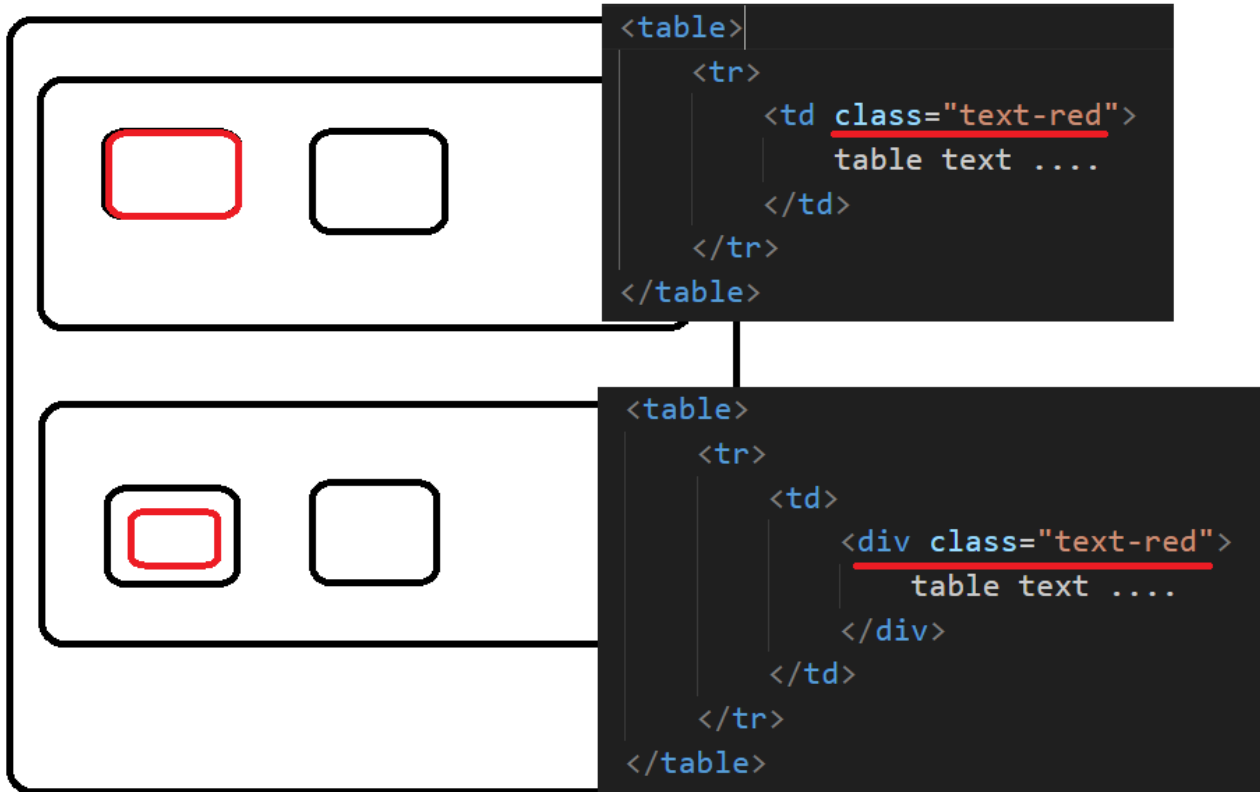 <table>
<tr>
<td class="text-red">
table text ....
</td>
</tr>
</table>
<table>
<tr>
<td>
<div class="text-red">
table text ....
</div>
</td>
</tr>
</table>